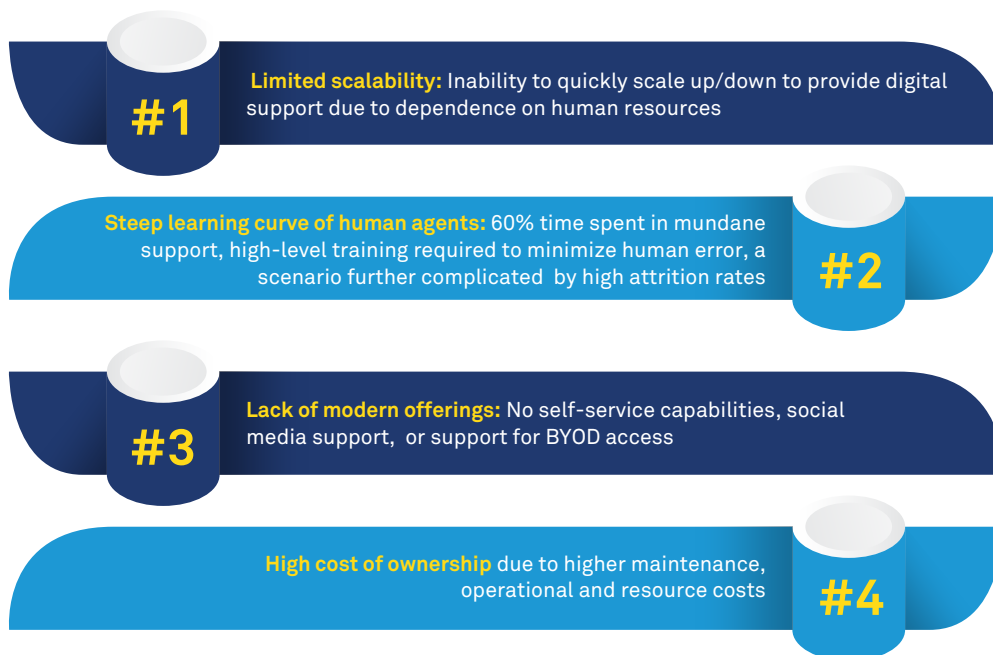 #1
Limited scalability: Inability to quickly scale up/down to provide digital
support due to dependence on human resources
Steep learning curve of human agents: 60% time spent in mundane
support, high-level training required to minimize human error, a
scenario further complicated by high attrition rates
#2
#3
Lack of modern offerings: No self-service capabilities, social
media support, or support for BYOD access
High cost of ownership due to higher maintenance,
operational and resource costs
#4